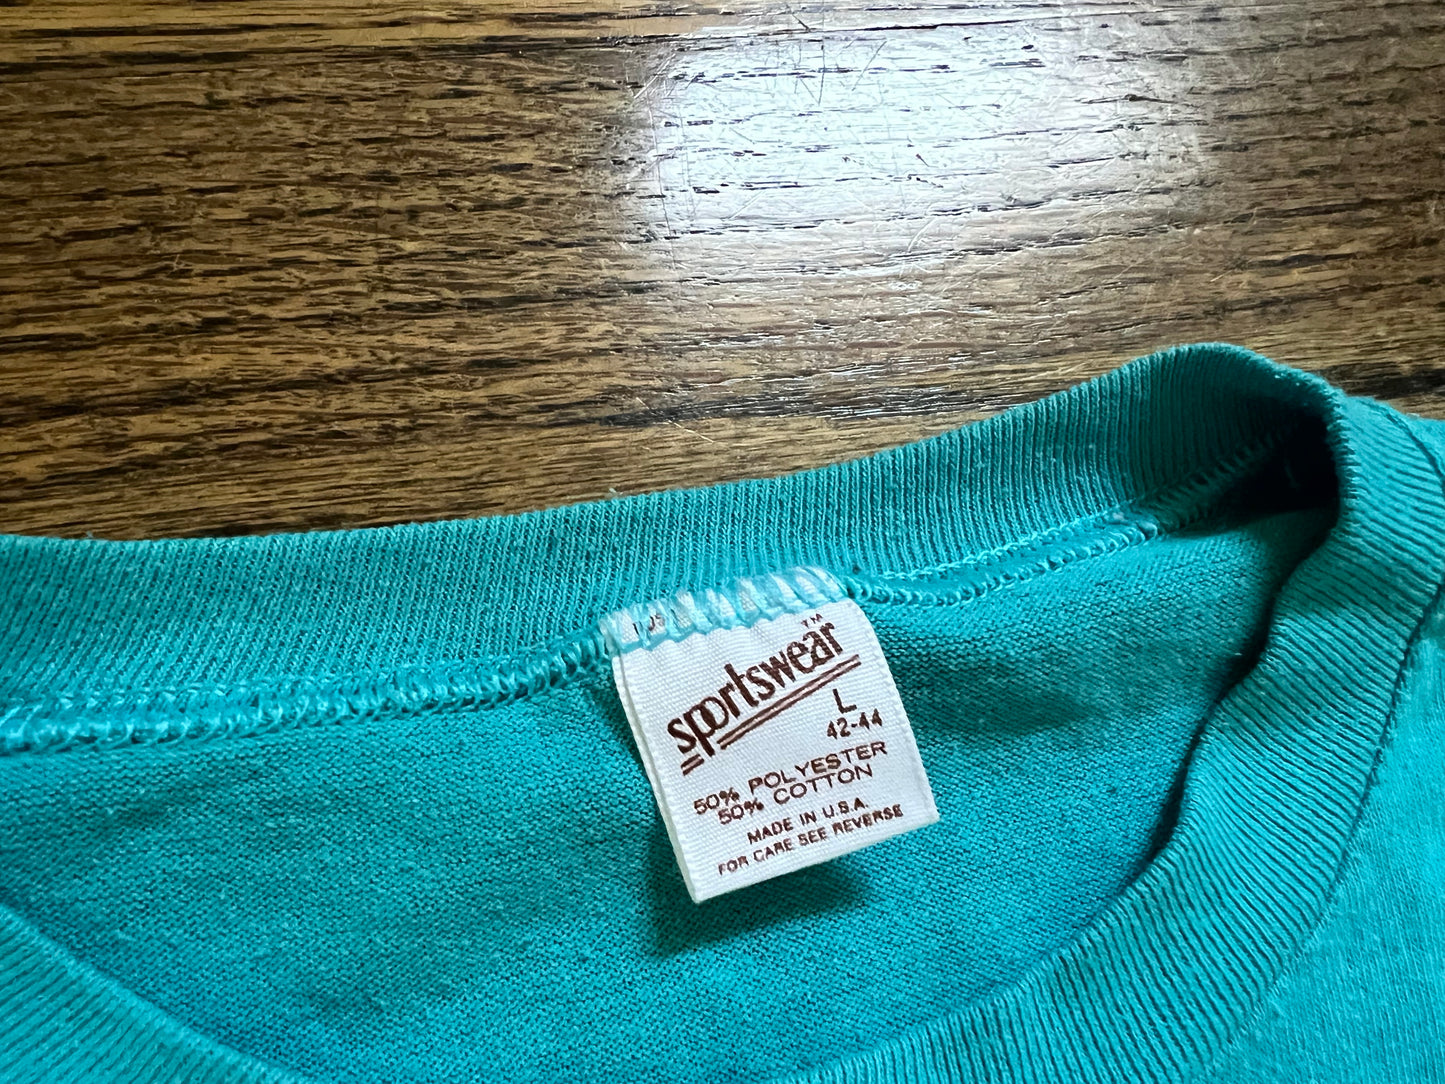 sportswear™
L
42-44
50% POLYESTER
50% COTTON
MADE IN U.S.A.
FOR CARE SEE REVERSE